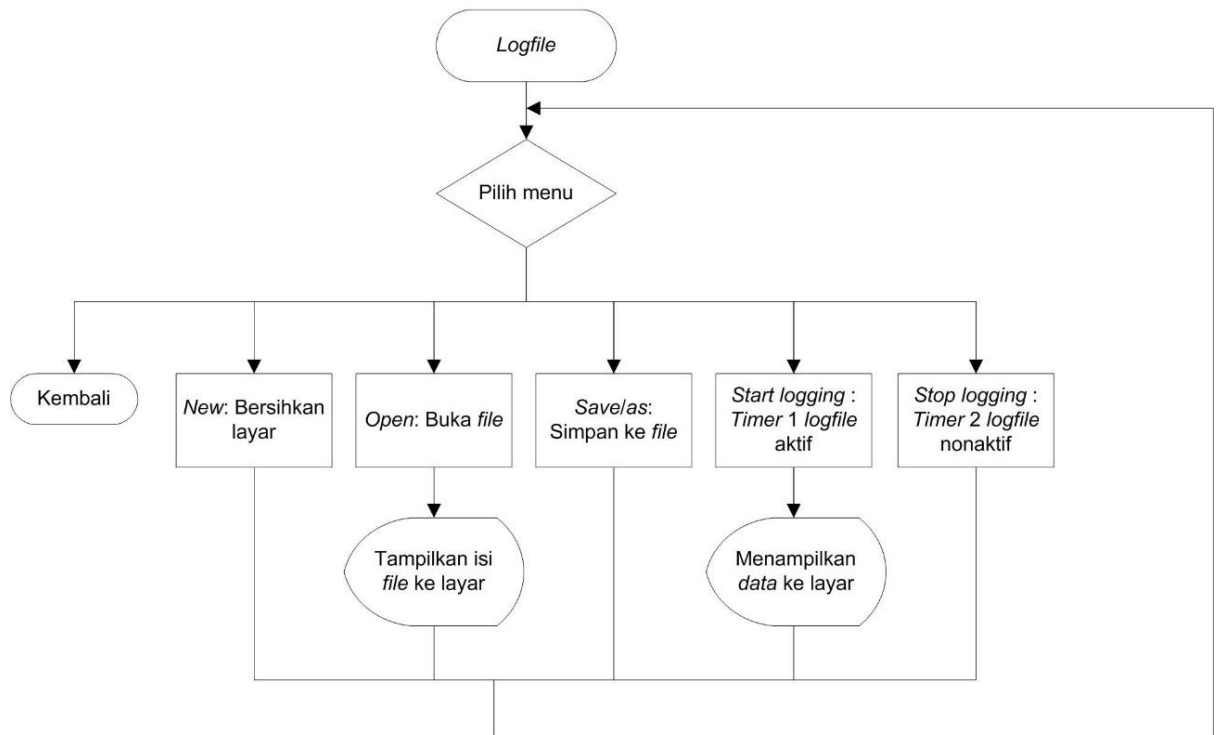 Logfile
Pilih menu
Kembali
New: Bersihkan
layar
Open: Buka file
Save/as:
Simpan ke file
Start logging :
Timer 1 logfile
aktif
Stop logging :
Timer 2 logfile
nonaktif
Tampilkan isi
file ke layar
Menampilkan
data ke layar